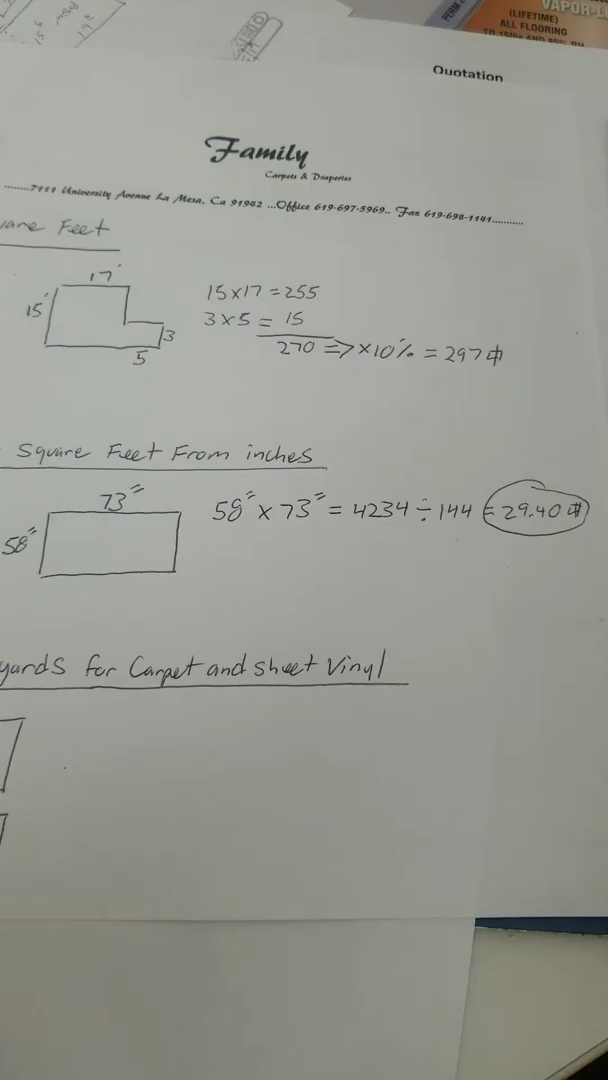 VAPOR-L
(LIFETIME)
ALL FLOORING
Quotation
Family
Carpets & Draperies
........7111 University Avenue La Mesa, Ca 91942 ...Office 619-697-5969.. Fax 619-698-1141..........
uare Feet
17'
15'
3
5
15x17 = 255
3x5 = 15
270 => x10% = 297 ⌗
Square Feet From inches
73"
58"
58" x 73" = 4234 ÷ 144 = 29.40 ⌗
yards for Carpet and sheet Vinyl